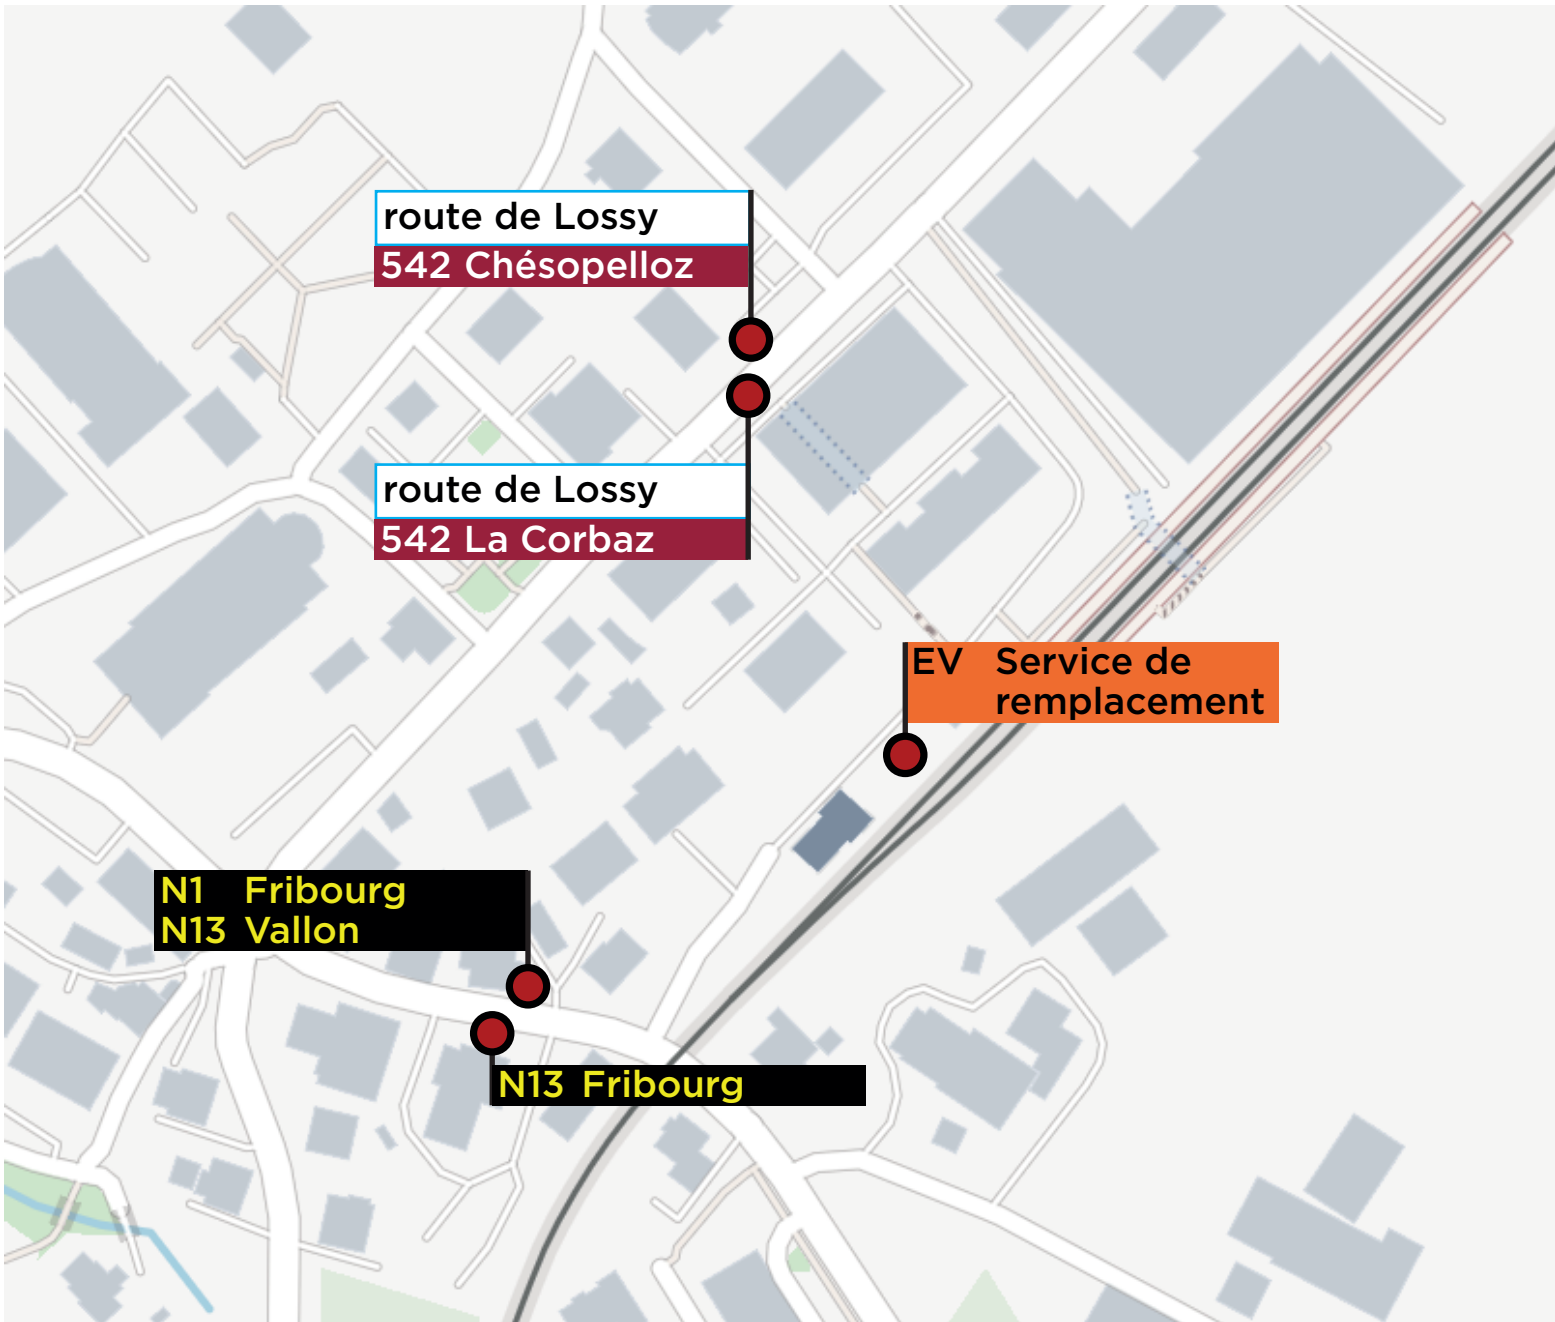 route de Lossy
542 Chésopelloz
route de Lossy
542 La Corbaz
EV Service de
remplacement
N1 Fribourg
N13 Vallon
N13 Fribourg